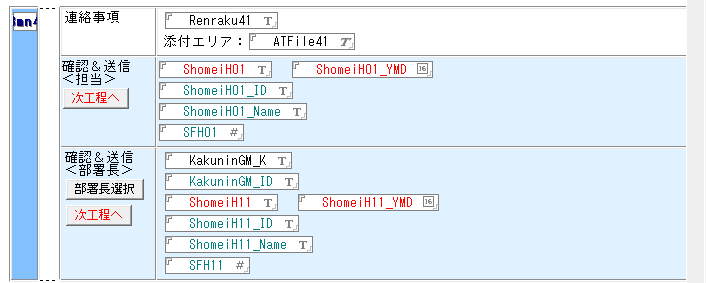 連絡事項
Renraku41 T
添付エリア： ATFile41 T
確認＆送信
＜担当＞
次工程へ
ShomeiH01 T ShomeiH01_YMD 16
ShomeiH01_ID T
ShomeiH01_Name T
SFH01 #
確認＆送信
＜部署長＞
部署長選択
次工程へ
KakuninGM_K T
KakuninGM_ID T
ShomeiH11 T ShomeiH11_YMD 16
ShomeiH11_ID T
ShomeiH11_Name T
SFH11 #